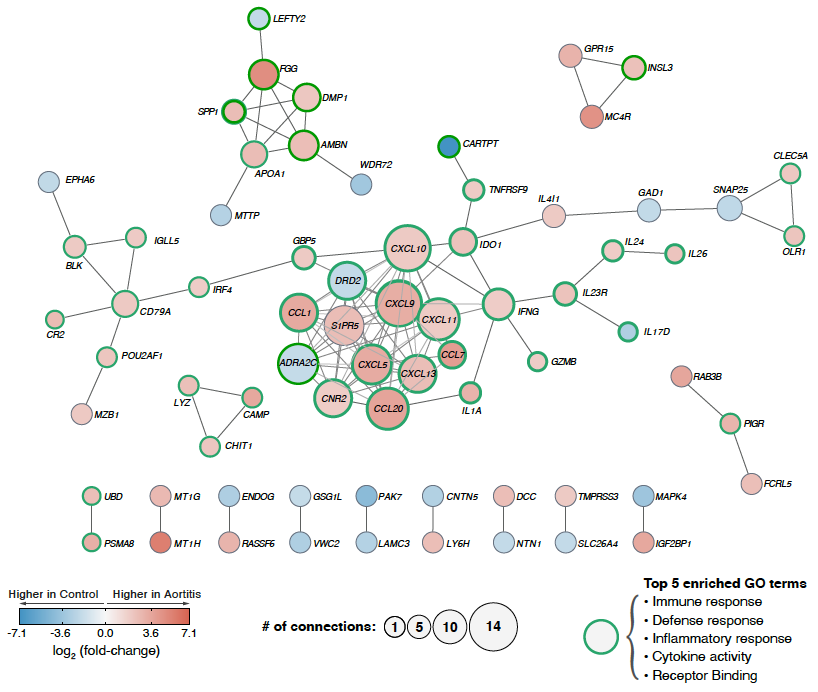 LEFTY2
FGG
DMP1
SPP1
AMBN
APOA1
WDR72
MTTP
GPR15
INSL3
MC4R
CARTPT
TNFRSF9
IL4I1
GAD1
SNAP25
CLEC5A
OLR1
EPHA6
BLK
IGLL5
GBP5
CXCL10
IDO1
IL24
IL26
IRF4
CD79A
CR2
DRD2
CXCL9
CCL1
S1PR5
CXCL11
IFNG
IL23R
IL17D
POU2AF1
ADRA2C
CXCL5
CXCL13
CCL7
GZMB
MZB1
LYZ
CAMP
CHIT1
CNR2
CCL20
IL1A
RAB3B
PIGR
FCRL5
UBD
MT1G
ENDOG
GSG1L
PAK7
CNTN5
DCC
TMPRSS3
MAPK4
PSMA8
MT1H
RASSF6
VWC2
LAMC3
LY6H
NTN1
SLC26A4
IGF2BP1
Higher in Control Higher in Aortitis
-7.1 -3.6 0.0 3.6 7.1
log2 (fold-change)
# of connections: 1 5 10 14
Top 5 enriched GO terms
• Immune response
• Defense response
• Inflammatory response
• Cytokine activity
• Receptor Binding